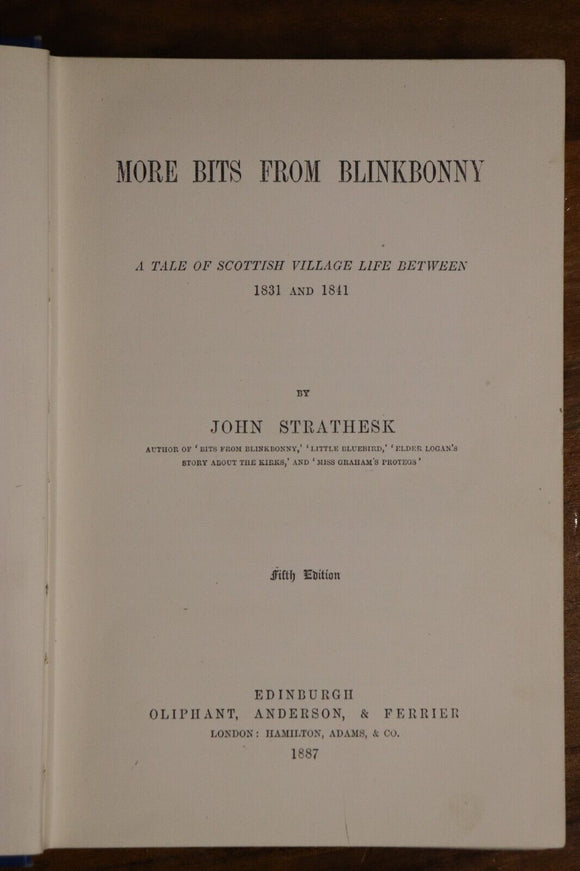 MORE BITS FROM BLINKBONNY
A TALE OF SCOTTISH VILLAGE LIFE BETWEEN
1831 AND 1841
BY
JOHN STRATHESK
AUTHOR OF 'BITS FROM BLINKBONNY,' 'LITTLE BLUEBIRD,' 'ELDER LOGAN'S
STORY ABOUT THE KIRKS,' AND 'MISS GRAHAM'S PROTEGS'
Fifth Edition
EDINBURGH
OLIPHANT, ANDERSON, & FERRIER
LONDON: HAMILTON, ADAMS, & CO.
1887